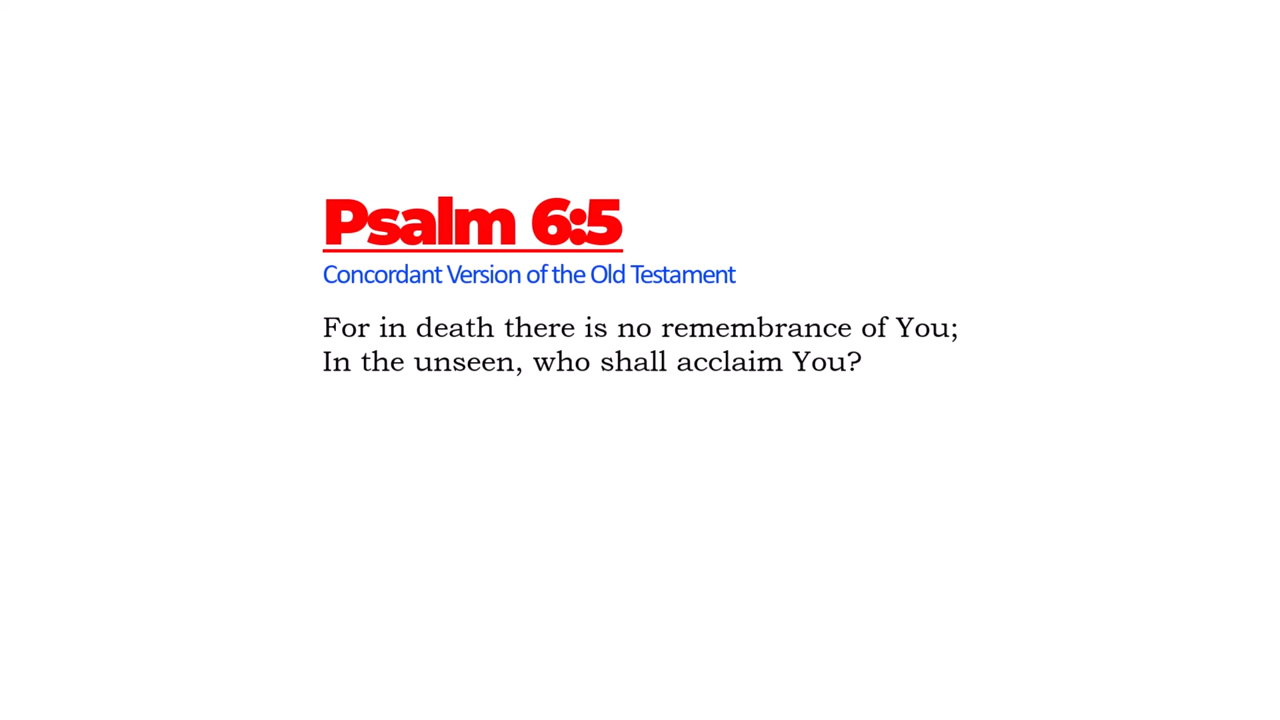 Psalm 6:5
Concordant Version of the Old Testament
For in death there is no remembrance of You;
In the unseen, who shall acclaim You?